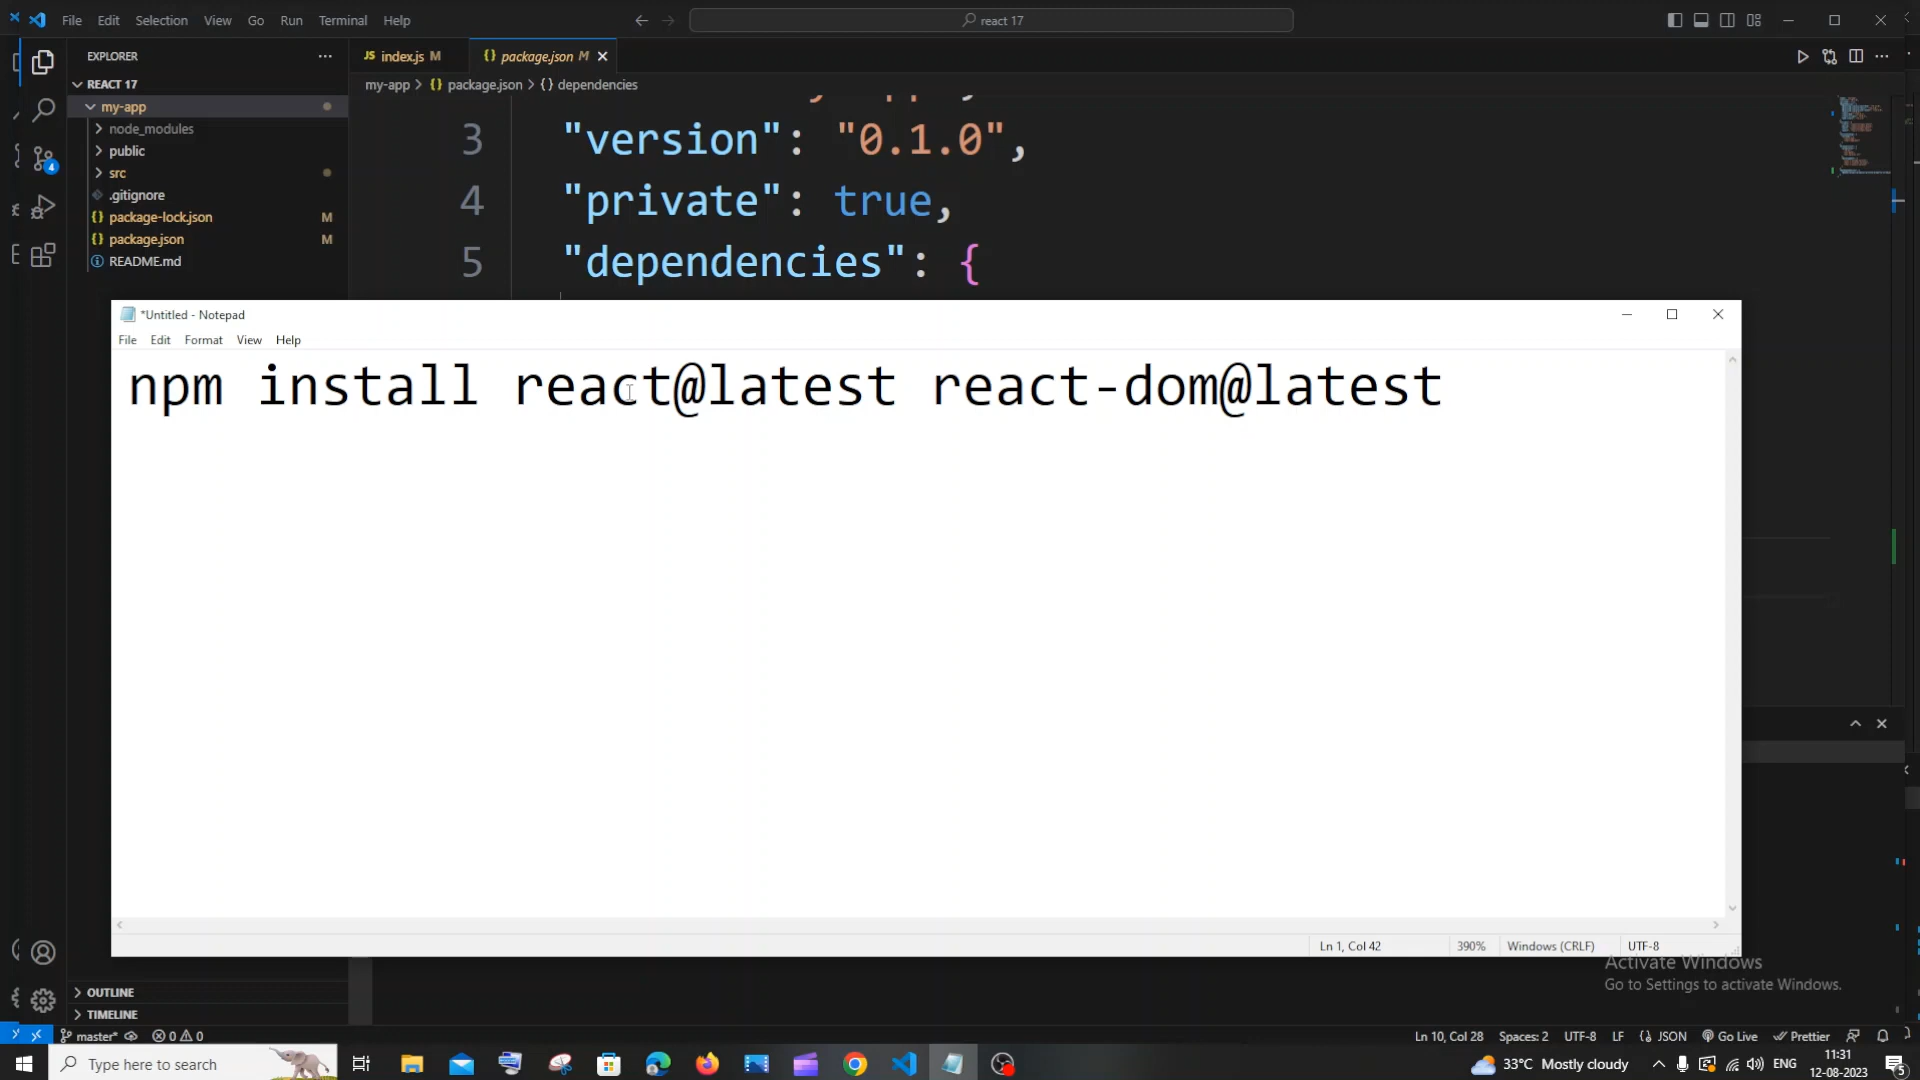 File Edit Selection View Go Run Terminal Help
react 17
EXPLORER
REACT 17
my-app
node_modules
public
src
.gitignore
package-lock.json M
package.json M
README.md
OUTLINE
TIMELINE
4
JS index.js M
{} package.json M
my-app > {} package.json > {} dependencies
3 "version": "0.1.0",
4 "private": true,
5 "dependencies": {
*Untitled - Notepad
File Edit Format View Help
npm install react@latest react-dom@latest
Ln 1, Col 42 390% Windows (CRLF) UTF-8
Activate Windows
Go to Settings to activate Windows.
master* 0 0
Ln 10, Col 28 Spaces: 2 UTF-8 LF {} JSON Go Live Prettier
Type here to search
33°C Mostly cloudy
ENG
11:31
12-08-2023
5